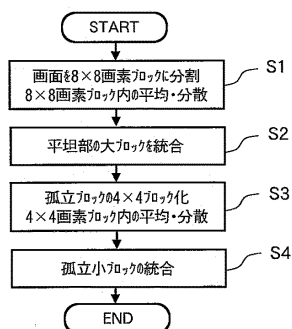 START
画面を8×8画素ブロックに分割
8×8画素ブロック内の平均・分散
S1
平坦部の大ブロックを統合
S2
孤立ブロックの4×4ブロック化
4×4画素ブロック内の平均・分散
S3
孤立小ブロックの統合
S4
END